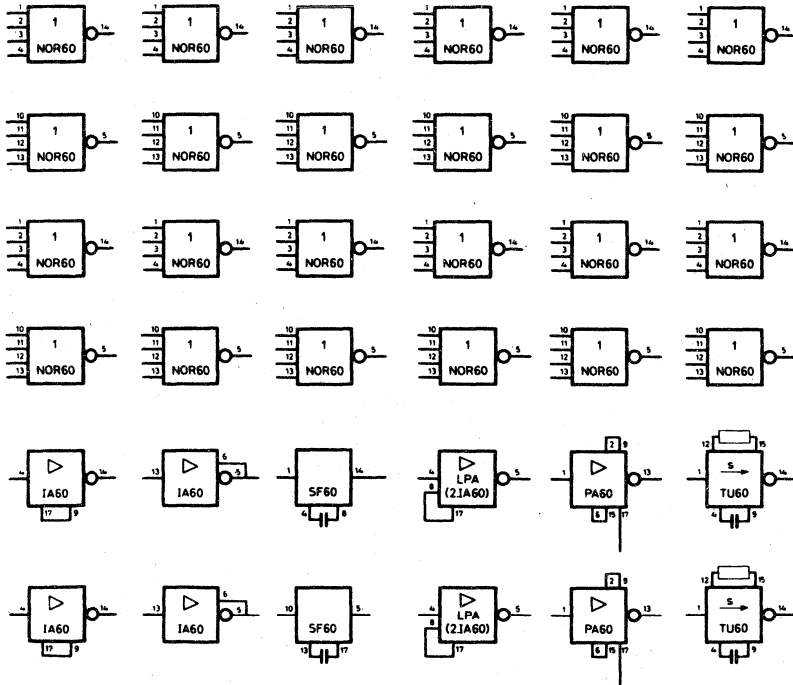 1 14 1 14 1 14 1 14 1 14 1 14
2 1 2 1 2 1 2 1 2 1 2 1
3 3 3 3 3 3
4 NOR60 4 NOR60 4 NOR60 4 NOR60 4 NOR60 4 NOR60
10 10 10 10 10 10
11 1 5 11 1 5 11 1 5 11 1 5 11 1 5 11 1 5
12 12 12 12 12 12
13 NOR60 13 NOR60 13 NOR60 13 NOR60 13 NOR60 13 NOR60
1 14 1 14 1 14 1 14 1 14 1 14
2 1 2 1 2 1 2 1 2 1 2 1
3 3 3 3 3 3
4 NOR60 4 NOR60 4 NOR60 4 NOR60 4 NOR60 4 NOR60
10 10 10 10 10 10
11 1 5 11 1 5 11 1 5 11 1 5 11 1 5 11 1 5
12 12 12 12 12 12
13 NOR60 13 NOR60 13 NOR60 13 NOR60 13 NOR60 13 NOR60
2 9 12 15
6 S
4 14 13 5 1 14 4 LPA 5 1 13 1 14
IA60 IA60 SF60 8 (2.IA60) PA60 TU60
17 9 4 8 17 6 15 17 4 9
2 9 12 15
6 S
4 14 13 5 10 5 4 LPA 5 1 13 1 14
IA60 IA60 SF60 8 (2.IA60) PA60 TU60
17 9 13 17 17 6 15 17 4 9